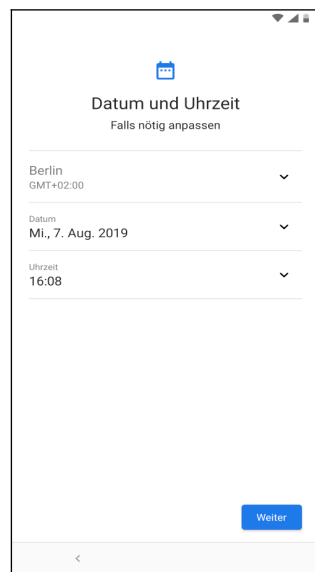 Datum und Uhrzeit
Falls nötig anpassen
Berlin
GMT+02:00
Datum
Mi., 7. Aug. 2019
Uhrzeit
16:08
Weiter